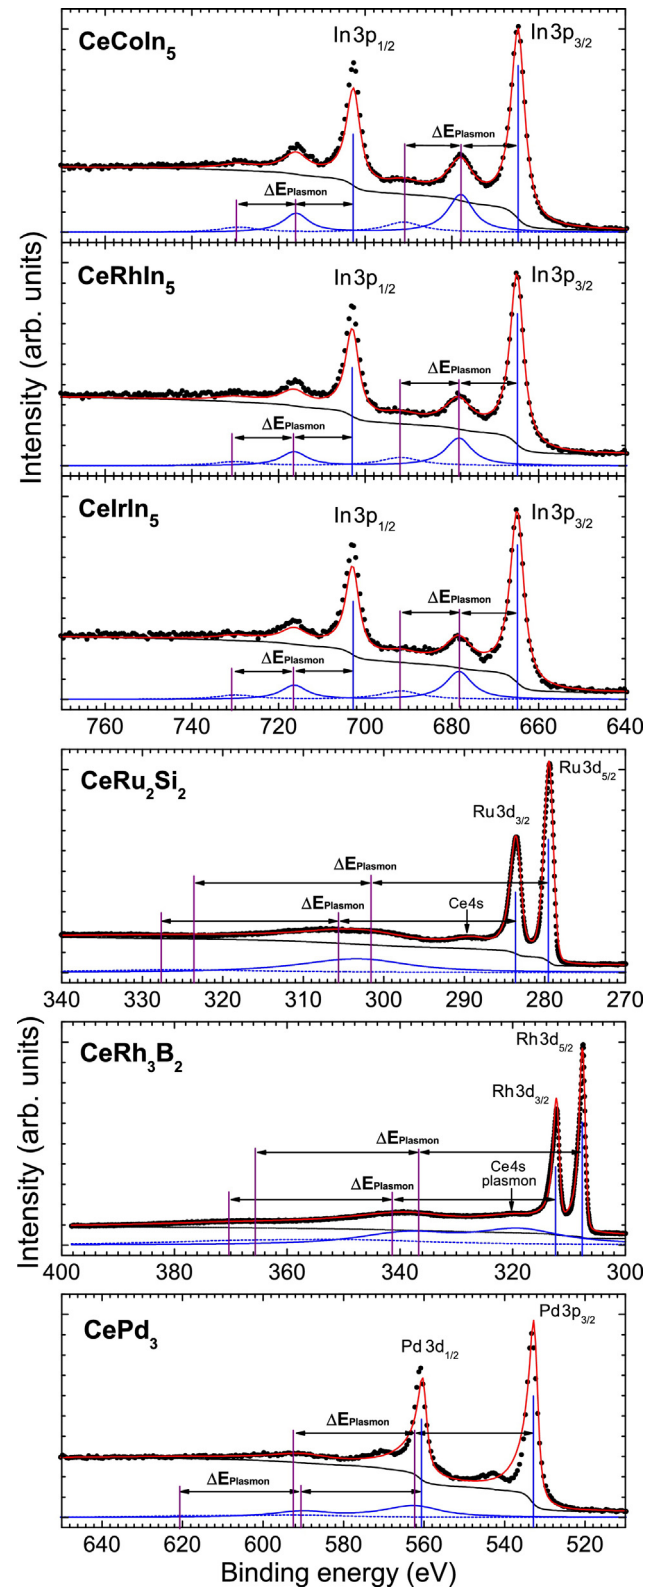 CeCoIn₅ In3p₁/₂ In3p₃/₂
ΔEPlasmon
ΔEPlasmon
CeRhIn₅ In3p₁/₂ In3p₃/₂
ΔEPlasmon
ΔEPlasmon
Intensity (arb. units)
CeIrIn₅ In3p₁/₂ In3p₃/₂
ΔEPlasmon
ΔEPlasmon
760 740 720 700 680 660 640
CeRu₂Si₂ Ru3d₅/₂
Ru3d₃/₂
ΔEPlasmon
ΔEPlasmon Ce4s
340 330 320 310 300 290 280 270
CeRh₃B₂ Rh3d₅/₂
Rh3d₃/₂
ΔEPlasmon
Ce4s
plasmon
ΔEPlasmon
Intensity (arb. units)
400 380 360 340 320 300
CePd₃ Pd3p₃/₂
Pd3d₁/₂
ΔEPlasmon
ΔEPlasmon
640 620 600 580 560 540 520
Binding energy (eV)